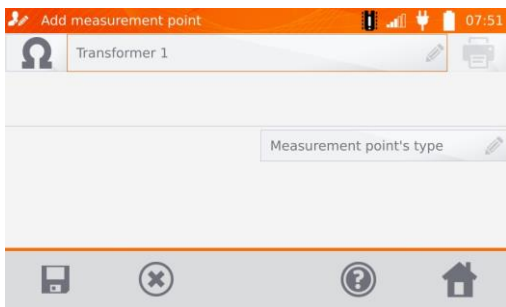 Add measurement point
07:51
Ω
Transformer 1
Measurement point's type
?